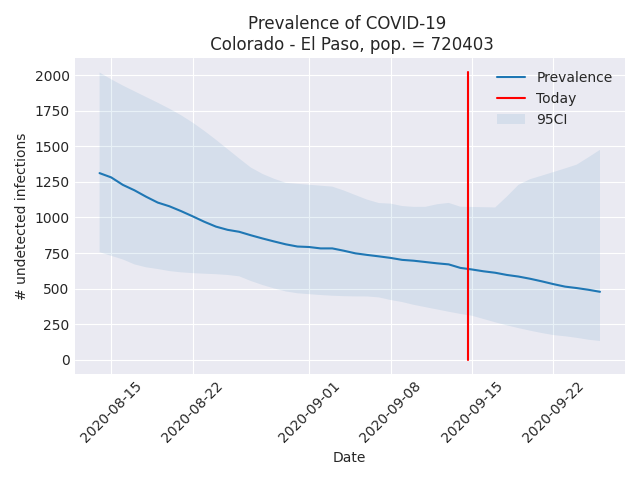 Prevalence of COVID-19
Colorado - El Paso, pop. = 720403
Prevalence
Today
95CI
# undetected infections
2000
1750
1500
1250
1000
750
500
250
0
2020-08-15
2020-08-22
2020-09-01
2020-09-08
2020-09-15
2020-09-22
Date